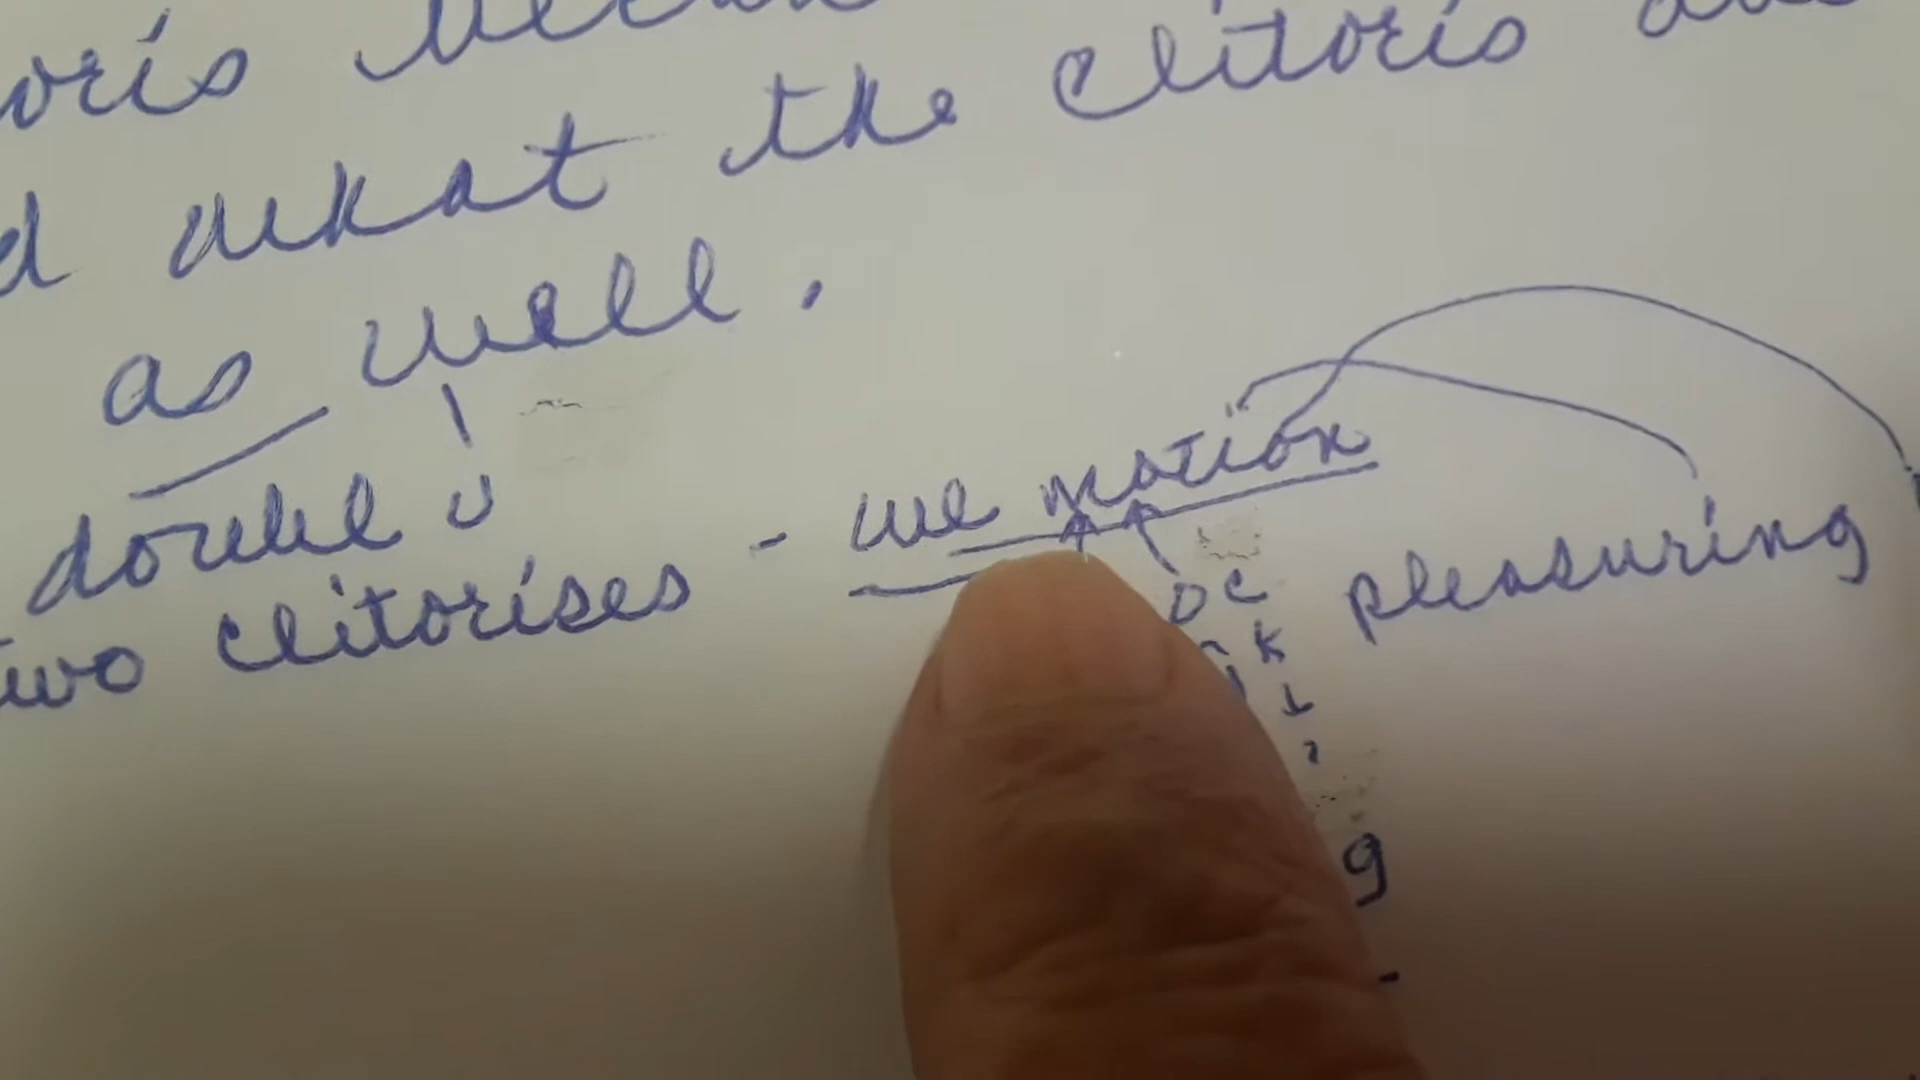 oris
d what the clitoris
as well.
double u
two clitorises - we motion
pleasuring
o c
k
g